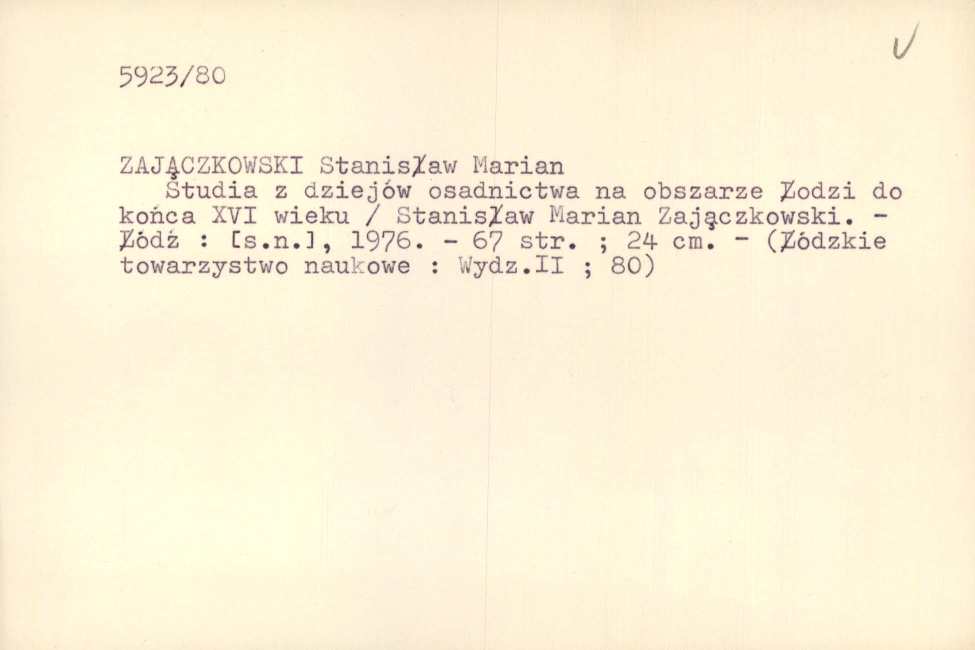 5923/80
ZAJĄCZKOWSKI Stanisław Marian
Studia z dziejów osadnictwa na obszarze Łodzi do
końca XVI wieku / Stanisław Marian Zajączkowski. -
Łódź : [s.n.], 1976. - 67 str. ; 24 cm. - (Łódzkie
towarzystwo naukowe : Wydz.II ; 80)